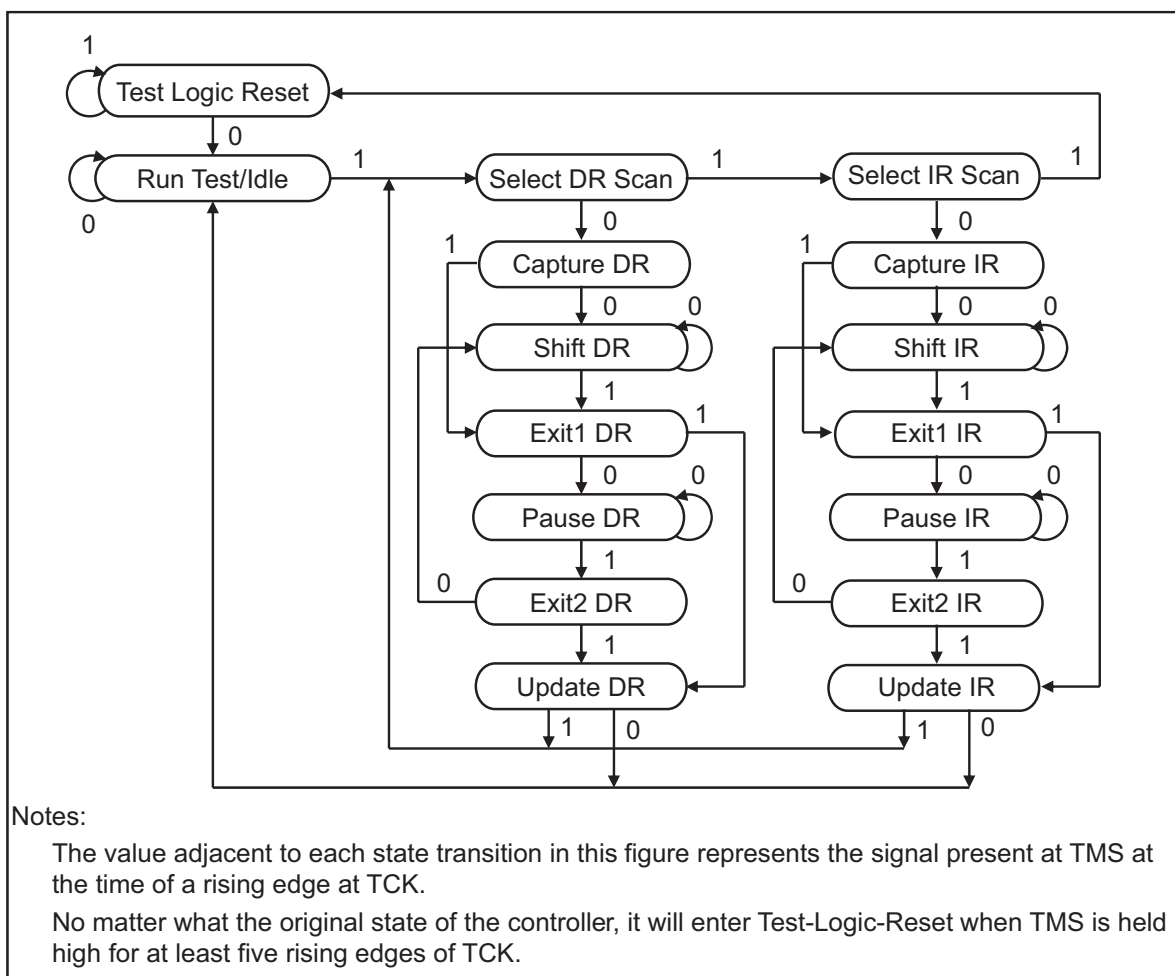 1
Test Logic Reset
0
Run Test/Idle
0
1
Select DR Scan
1
Select IR Scan
1
0
0
1
Capture DR
1
Capture IR
0
0
0
0
Shift DR
Shift IR
1
1
Exit1 DR
1
Exit1 IR
1
0
0
0
0
Pause DR
Pause IR
1
1
0
Exit2 DR
0
Exit2 IR
1
1
Update DR
Update IR
1
0
1
0
Notes:
The value adjacent to each state transition in this figure represents the signal present at TMS at
the time of a rising edge at TCK.
No matter what the original state of the controller, it will enter Test-Logic-Reset when TMS is held
high for at least five rising edges of TCK.